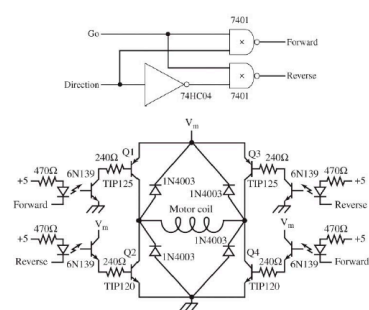 7401
Go
Forward
×
Direction
74HC04
7401
Reverse
×
Vm
Q1
Q3
6N139
240Ω
240Ω
6N139
470Ω
TIP125
TIP125
470Ω
+5
+5
1N4003
1N4003
Forward
Reverse
Motor coil
470Ω
Vm
1N4003
Vm
470Ω
+5
Q2
Q4
+5
1N4003
Reverse
6N139
240Ω
240Ω
6N139
Forward
TIP120
TIP120